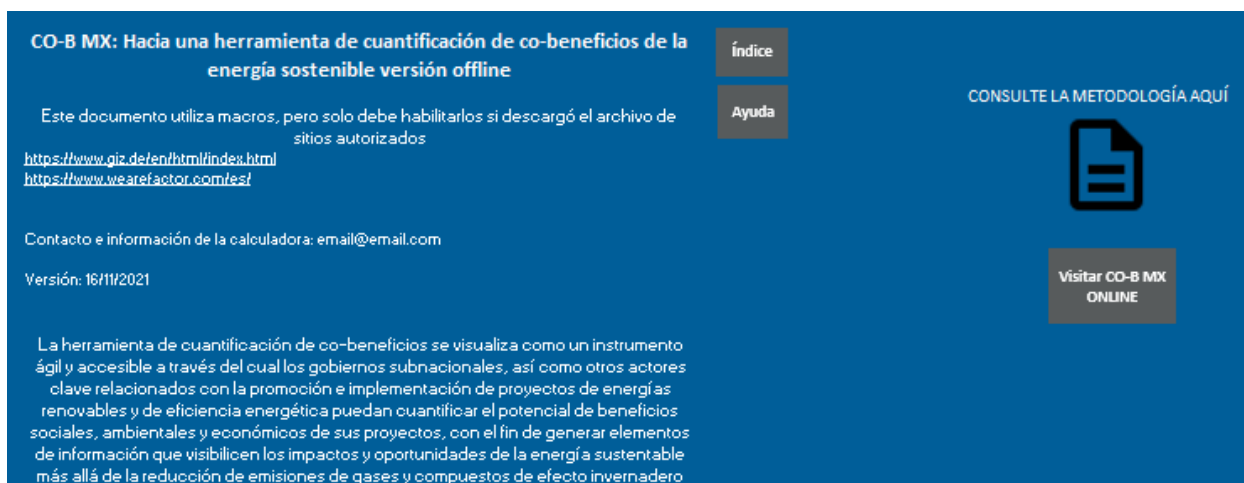 CO-B MX: Hacia una herramienta de cuantificación de co-beneficios de la
energía sostenible versión offline
Este documento utiliza macros, pero solo debe habilitarlos si descargó el archivo de
sitios autorizados
https://www.giz.de/en/html/index.html
https://www.wearefactor.com/es/
Contacto e información de la calculadora: email@email.com
Versión: 16/11/2021
La herramienta de cuantificación de co-beneficios se visualiza como un instrumento
ágil y accesible a través del cual los gobiernos subnacionales, así como otros actores
clave relacionados con la promoción e implementación de proyectos de energías
renovables y de eficiencia energética puedan cuantificar el potencial de beneficios
sociales, ambientales y económicos de sus proyectos, con el fin de generar elementos
de información que visibilicen los impactos y oportunidades de la energía sustentable
más allá de la reducción de emisiones de gases y compuestos de efecto invernadero
Índice
Ayuda
CONSULTE LA METODOLOGÍA AQUÍ
Visitar CO-B MX
ONLINE